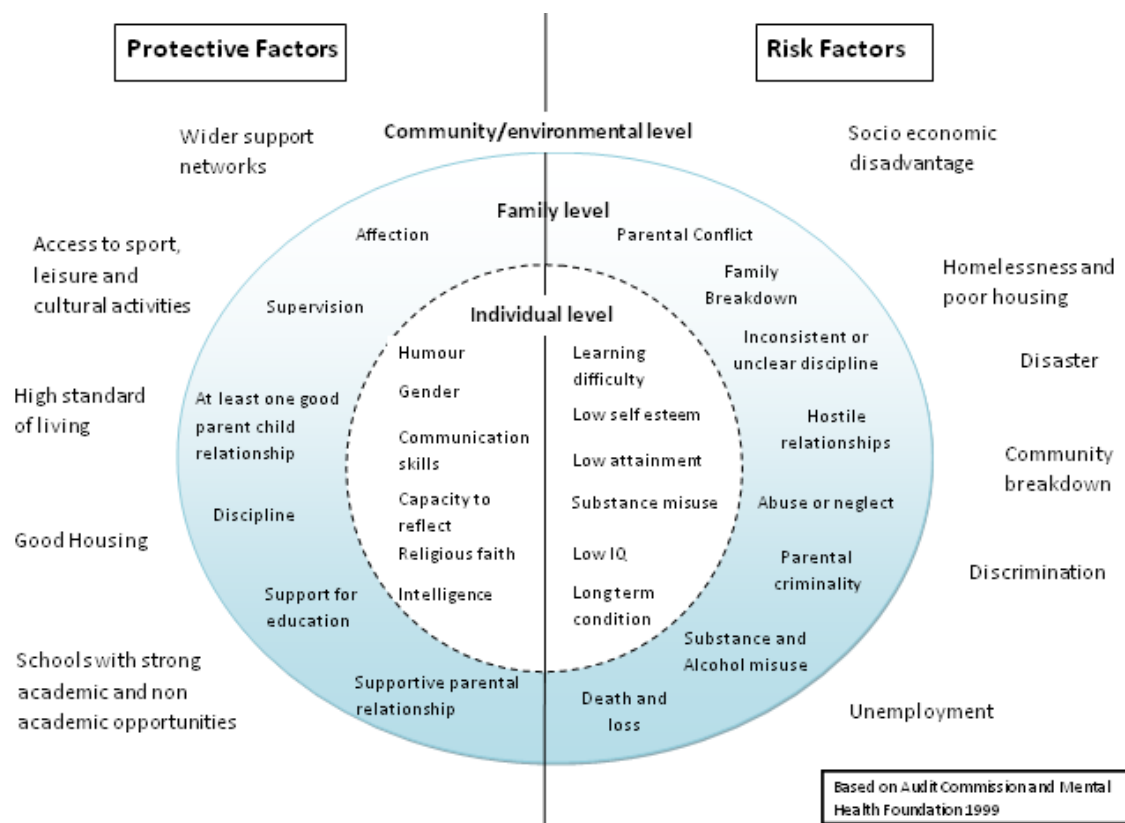 Protective Factors
Risk Factors
Community/environmental level
Wider support
networks
Access to sport,
leisure and
cultural activities
High standard
of living
Good Housing
Schools with strong
academic and non
academic opportunities
Family level
Affection
Supervision
At least one good
parent child
relationship
Discipline
Support for
education
Supportive parental
relationship
Individual level
Humour
Gender
Communication
skills
Capacity to
reflect
Religious faith
Intelligence
Learning
difficulty
Low self esteem
Low attainment
Substance misuse
Low IQ
Long term
condition
Parental Conflict
Family
Breakdown
Inconsistent or
unclear discipline
Hostile
relationships
Abuse or neglect
Parental
criminality
Substance and
Alcohol misuse
Death and
loss
Socio economic
disadvantage
Homelessness and
poor housing
Disaster
Community
breakdown
Discrimination
Unemployment
Based on Audit Commission and Mental
Health Foundation 1999